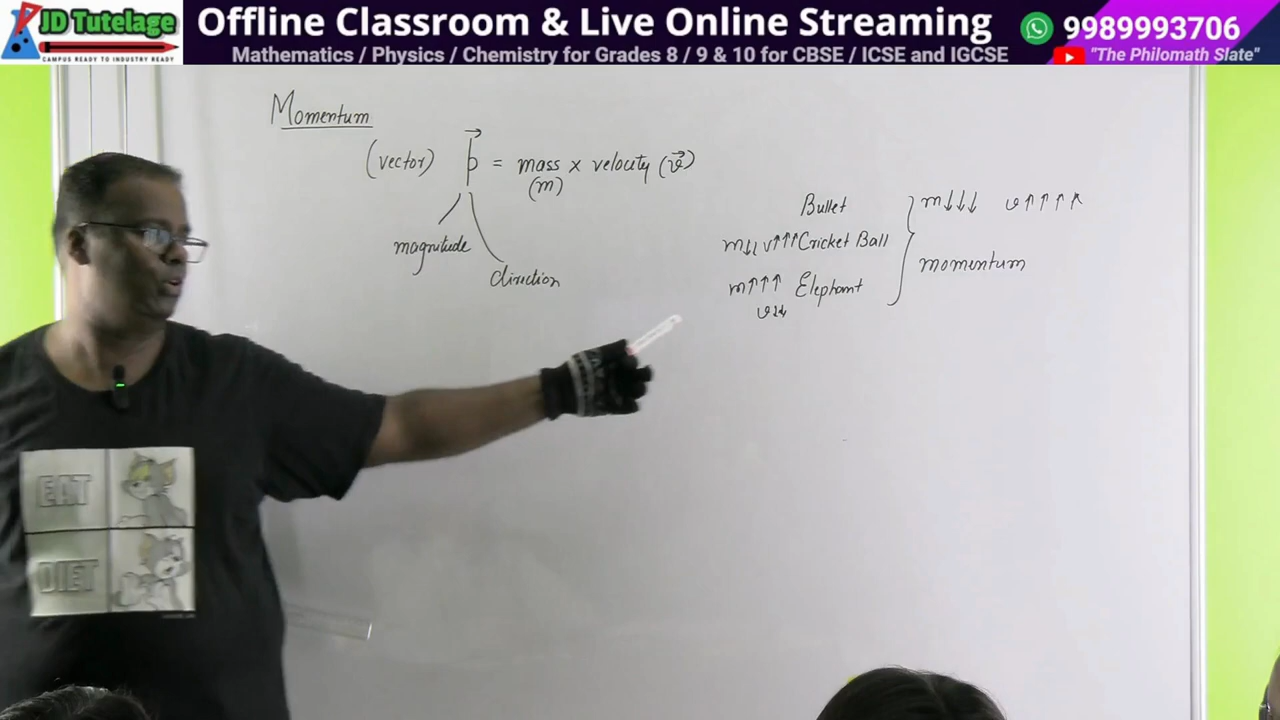 JD Tutelage
CAMPUS READY TO INDUSTRY READY
Offline Classroom & Live Online Streaming
9989993706
Mathematics / Physics / Chemistry for Grades 8 / 9 & 10 for CBSE / ICSE and IGCSE
"The Philomath Slate"
Momentum
(vector) p⃗ = mass x velocity (v⃗)
(m)
magnitude
direction
Bullet
m↓↓↓ v↑↑↑↑
m↓↓ v↑↑↑ Cricket Ball
momentum
m↑↑↑ Elephant
v↓↓
EAT
DIET